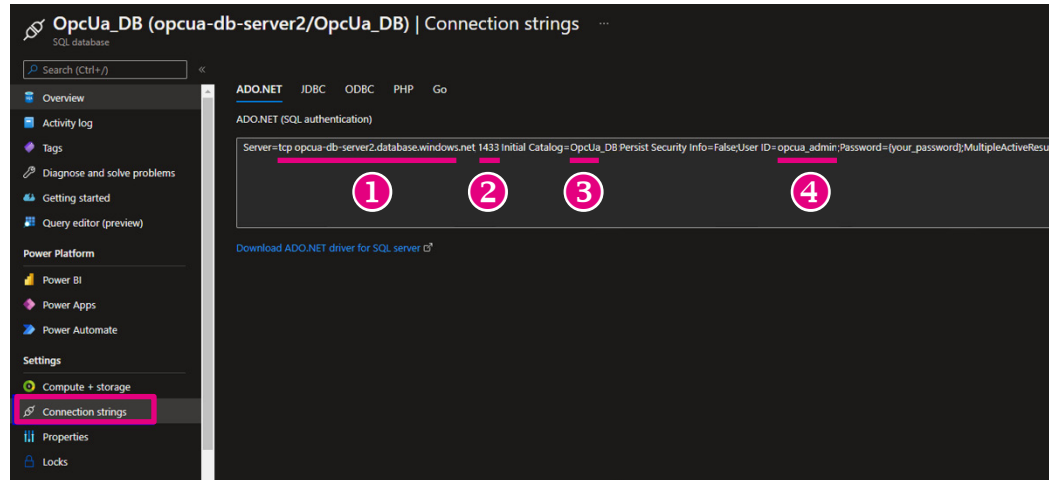 OpcUa_DB (opcua-db-server2/OpcUa_DB) | Connection strings ...
SQL database
Search (Ctrl+/)
«
Overview
Activity log
Tags
Diagnose and solve problems
Getting started
Query editor (preview)
Power Platform
Power BI
Power Apps
Power Automate
Settings
Compute + storage
Connection strings
Properties
Locks
ADO.NET JDBC ODBC PHP Go
ADO.NET (SQL authentication)
Server=tcp opcua-db-server2.database.windows.net 1433 Initial Catalog=OpcUa_DB Persist Security Info=False;User ID=opcua_admin;Password={your_password};MultipleActiveResu
1 2 3 4
Download ADO.NET driver for SQL server